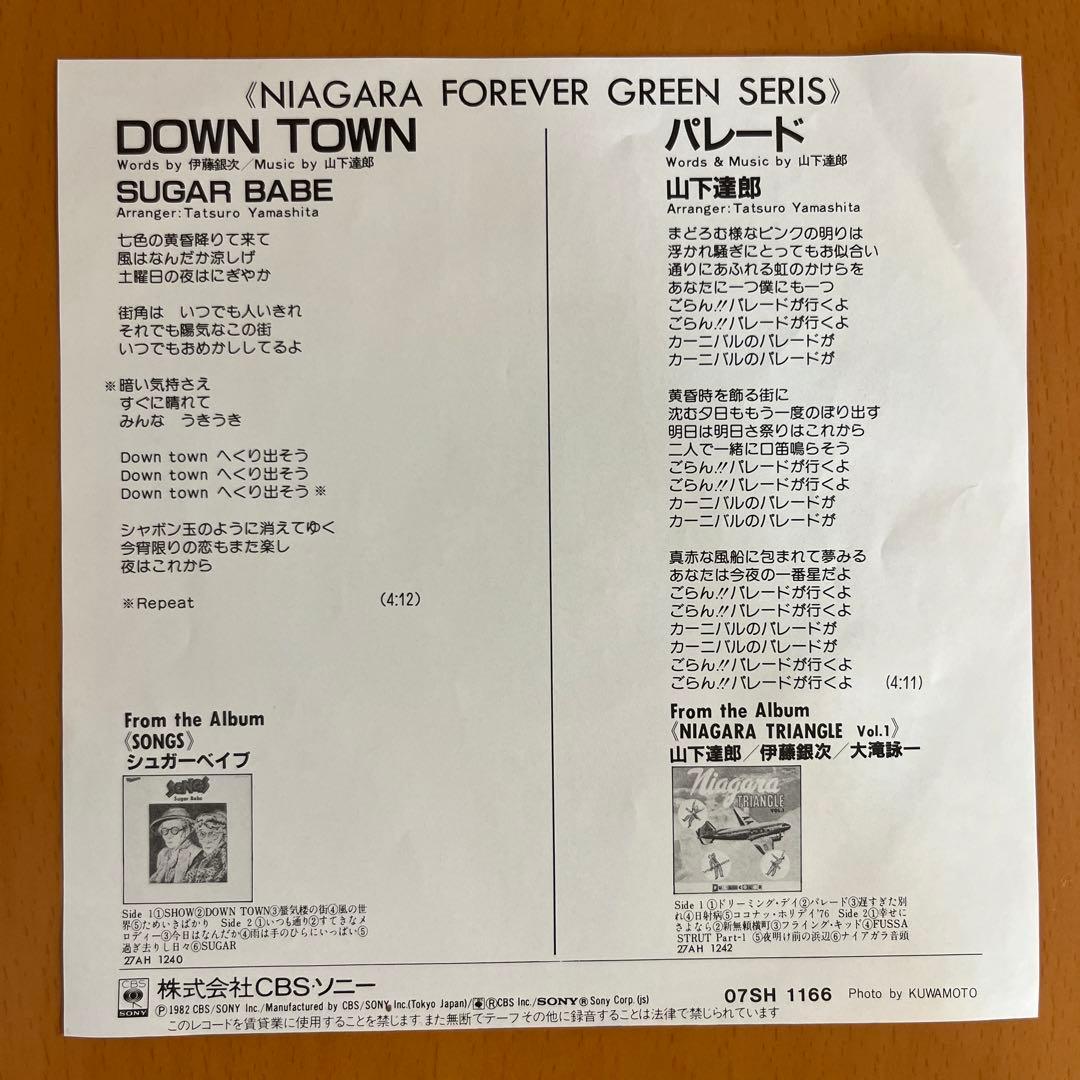 《NIAGARA FOREVER GREEN SERIS》
DOWN TOWN
Words by 伊藤銀次／Music by 山下達郎
SUGAR BABE
Arranger:Tatsuro Yamashita
七色の黄昏降りて来て
風はなんだか涼しげ
土曜日の夜はにぎやか
街角は　いつでも人いきれ
それでも陽気なこの街
いつでもおめかししてるよ
※暗い気持さえ
すぐに晴れて
みんな　うきうき
Down town へくり出そう
Down town へくり出そう
Down town へくり出そう※
シャボン玉のように消えてゆく
今宵限りの恋もまた楽し
夜はこれから
※Repeat (4:12)
From the Album
《SONGS》
シュガーベイブ
SONGS
Sugar Babe
Side 1①SHOW②DOWN TOWN③蜃気楼の街④風の世
界⑤ためいきばかり Side 2 ①いつも通り②すてきなメ
ロディー③今日はなんだか④雨は手のひらにいっぱい⑤
過ぎ去りし日々⑥SUGAR
27AH 1240
パレード
Words & Music by 山下達郎
山下達郎
Arranger:Tatsuro Yamashita
まどろむ様なピンクの明りは
浮かれ騒ぎにとってもお似合い
通りにあふれる虹のかけらを
あなたに一つ僕にも一つ
ごらん!!パレードが行くよ
ごらん!!パレードが行くよ
カーニバルのパレードが
カーニバルのパレードが
黄昏時を飾る街に
沈む夕日ももう一度のぼり出す
明日は明日さ祭りはこれから
二人で一緒に口笛鳴らそう
ごらん!!パレードが行くよ
ごらん!!パレードが行くよ
カーニバルのパレードが
カーニバルのパレードが
真赤な風船に包まれて夢みる
あなたは今夜の一番星だよ
ごらん!!パレードが行くよ
ごらん!!パレードが行くよ
カーニバルのパレードが
カーニバルのパレードが
ごらん!!パレードが行くよ
ごらん!!パレードが行くよ (4:11)
From the Album
《NIAGARA TRIANGLE Vol.1》
山下達郎／伊藤銀次／大滝詠一
Niagara
TRIANGLE
VOL.1
Side 1①ドリーミング・デイ②パレード③遅すぎた別
れ④日射病⑤ココナッツ・ホリデイ'76 Side 2①幸せに
さよなら②新無頼横町③フライング・キッド④FUSSA
STRUT Part-1 ⑤夜明け前の浜辺⑥ナイアガラ音頭
27AH 1242
CBS
SONY
株式会社CBS・ソニー
07SH 1166 Photo by KUWAMOTO
Ⓟ1982 CBS/SONY Inc./Manufactured by CBS/SONY Inc.(Tokyo Japan)/ⓇCBS Inc./SONY® Sony Corp. (js)
このレコードを賃貸業に使用することを禁じます.また無断でテープその他に録音することは法律で禁じられています